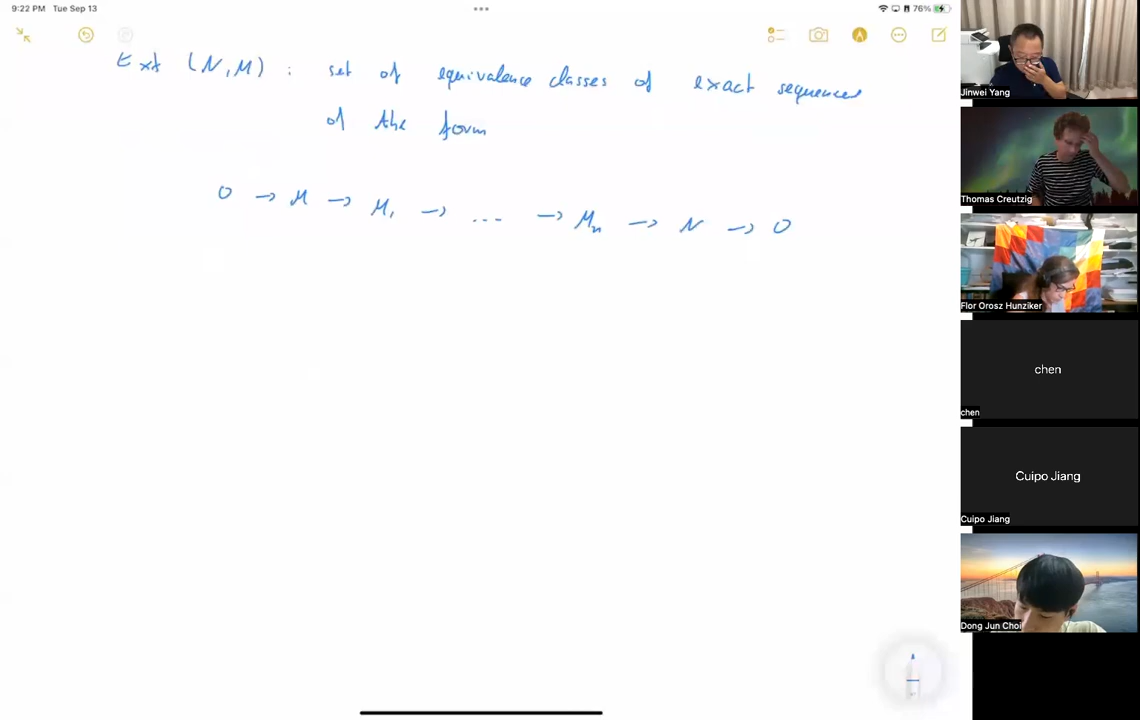 9:22 PM Tue Sep 13
76%
Ext (N,M) : set of equivalence classes of exact sequences
of the form
0 → M → M₁ → ... → Mₙ → N → 0
Jinwei Yang
Thomas Creutzig
Flor Orosz Hunziker
chen
chen
Cuipo Jiang
Cuipo Jiang
Dong Jun Choi